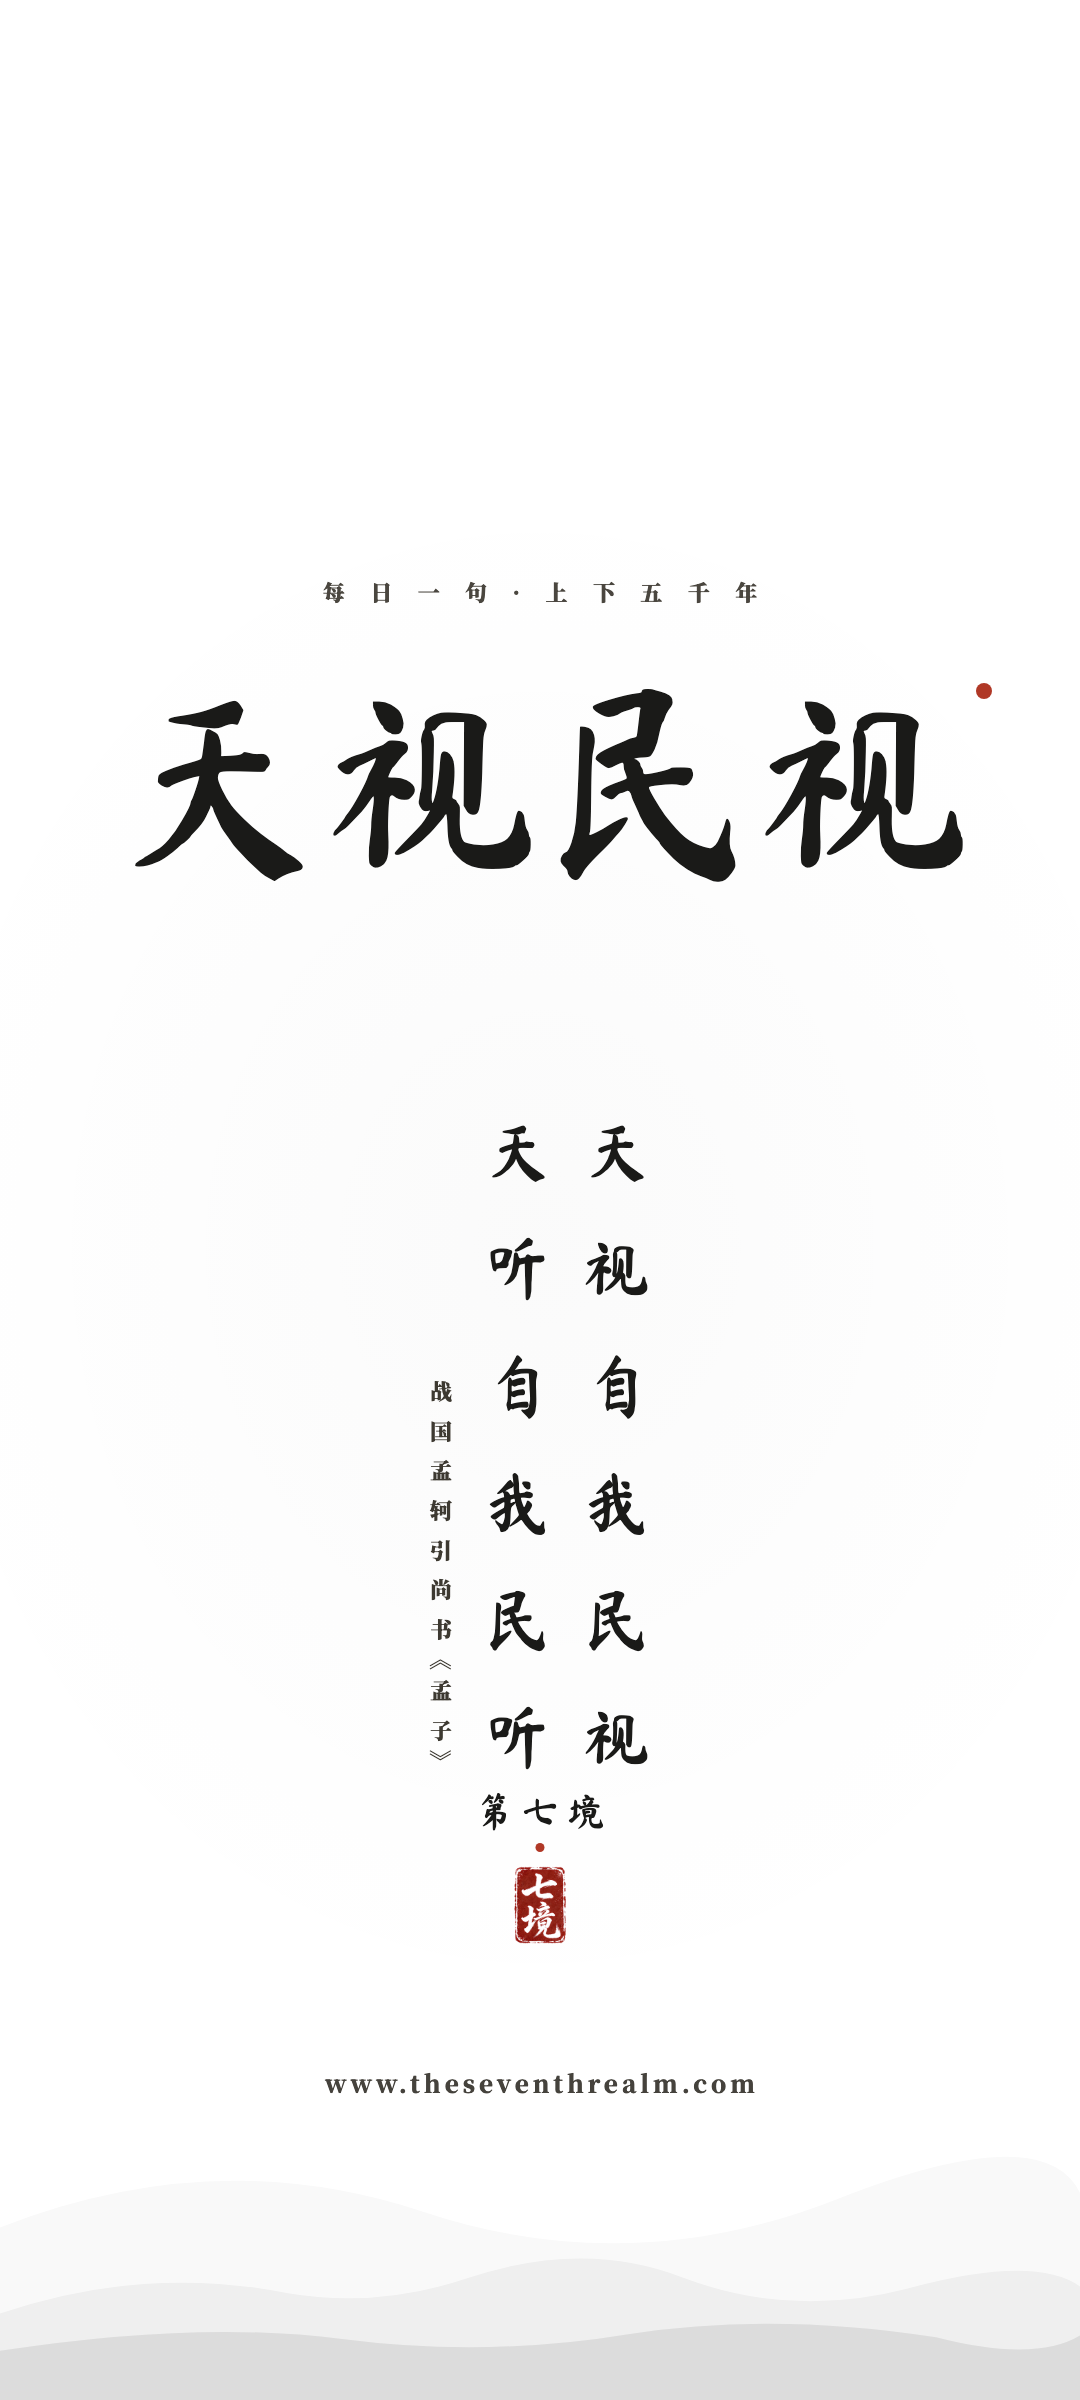 每日一句·上下五千年
天视民视
天视自我民视
天听自我民听
战国孟轲引尚书《孟子》
第七境
七境
www.theseventhrealm.com